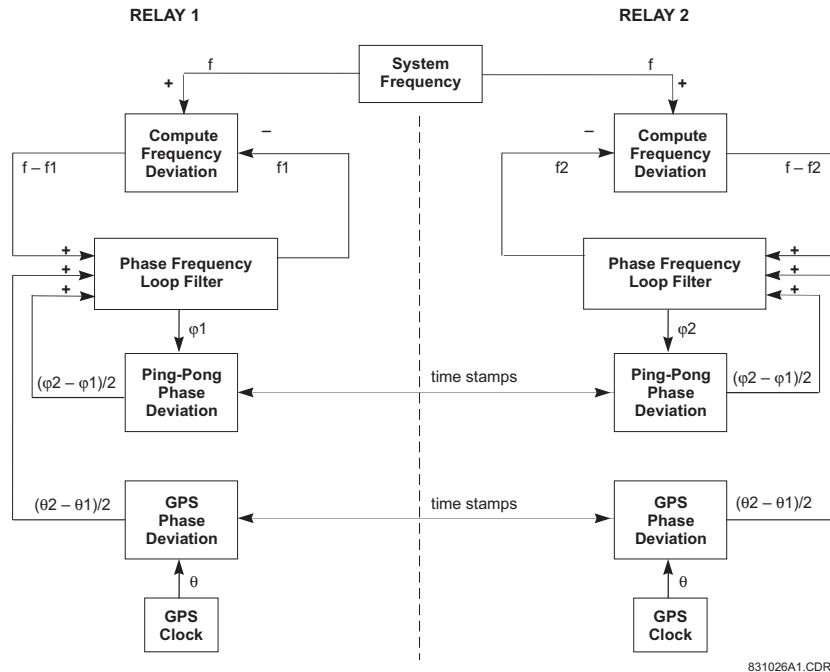 RELAY 1
RELAY 2
f
System
Frequency
f
+
+
Compute
Frequency
Deviation
–
–
Compute
Frequency
Deviation
f – f1
f1
f2
f – f2
+
+
+
Phase Frequency
Loop Filter
Phase Frequency
Loop Filter
+
+
+
φ1
φ2
(φ2 – φ1)/2
Ping-Pong
Phase
Deviation
time stamps
Ping-Pong
Phase
Deviation
(φ2 – φ1)/2
(θ2 – θ1)/2
GPS
Phase
Deviation
time stamps
GPS
Phase
Deviation
(θ2 – θ1)/2
θ
θ
GPS
Clock
GPS
Clock
831026A1.CDR